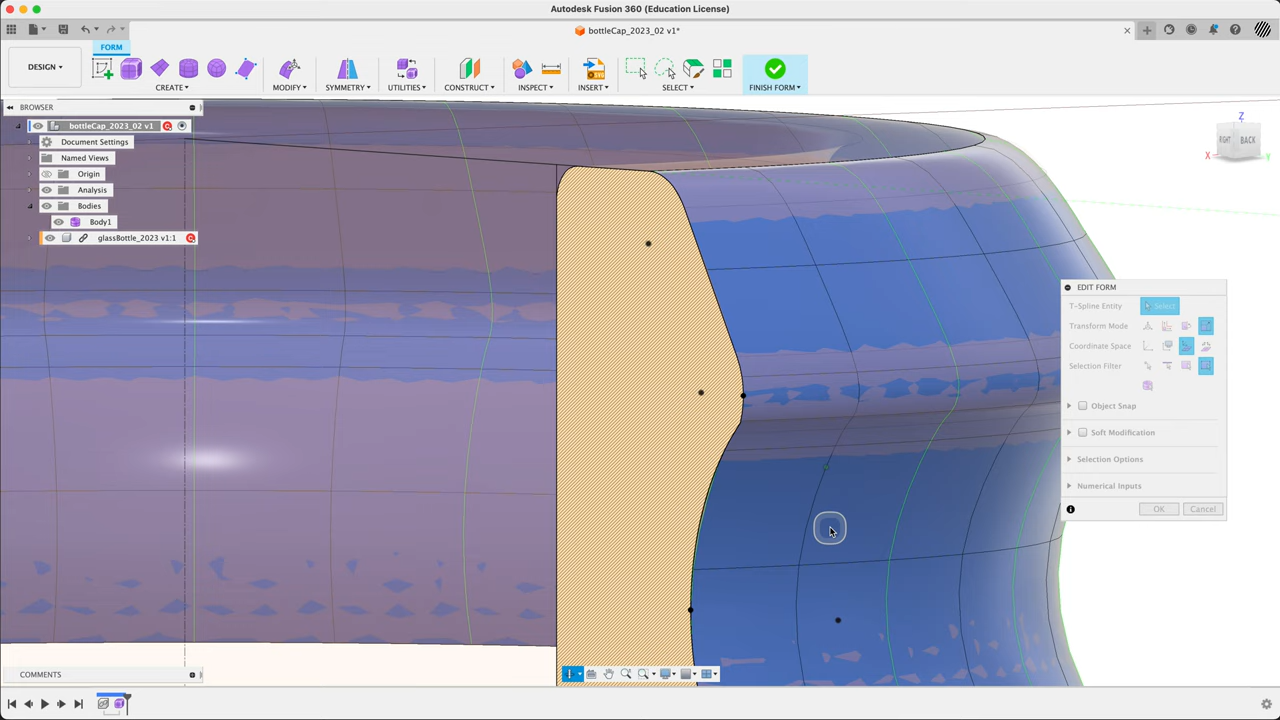 Autodesk Fusion 360 (Education License)
bottleCap_2023_02 v1*
FORM
DESIGN
CREATE
MODIFY
SYMMETRY
UTILITIES
CONSTRUCT
INSPECT
INSERT
SELECT
FINISH FORM
BROWSER
bottleCap_2023_02 v1
Document Settings
Named Views
Origin
Analysis
Bodies
Body1
glassBottle_2023 v1:1
Z
RIGHT
BACK
X
Y
EDIT FORM
T-Spline Entity
Select
Transform Mode
Coordinate Space
Selection Filter
Object Snap
Soft Modification
Selection Options
Numerical Inputs
OK
Cancel
COMMENTS